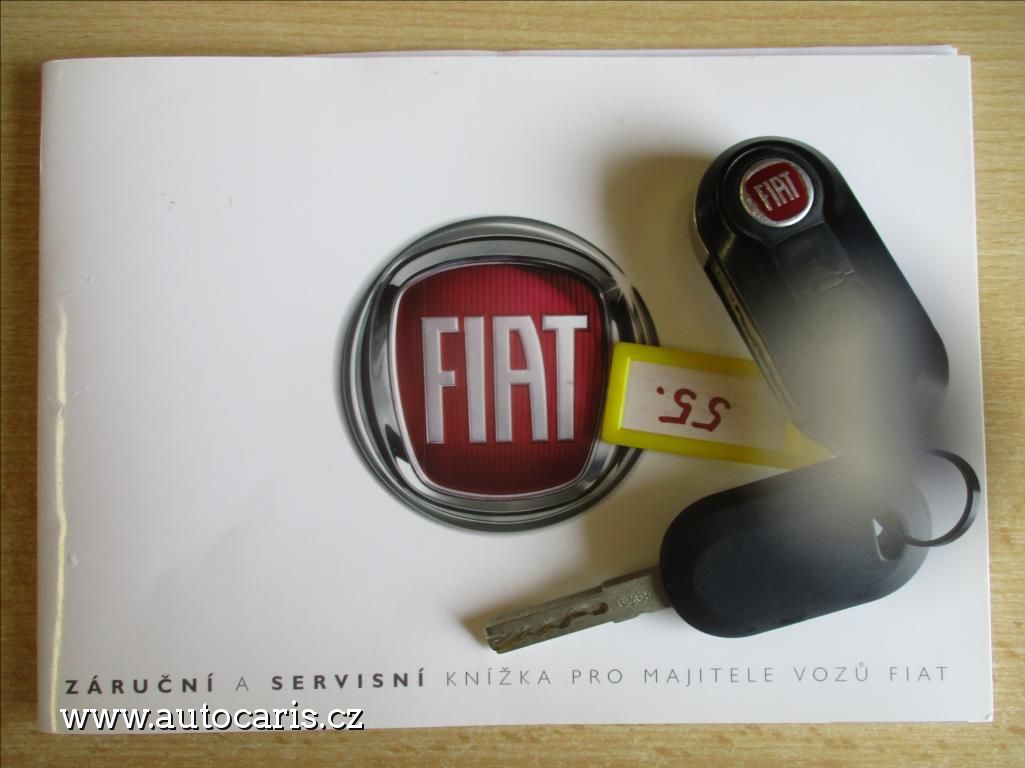 FIAT
FIAT
55.
ZÁRUČNÍ A SERVISNÍ KNÍŽKA PRO MAJITELE VOZŮ FIAT
www.autocaris.cz